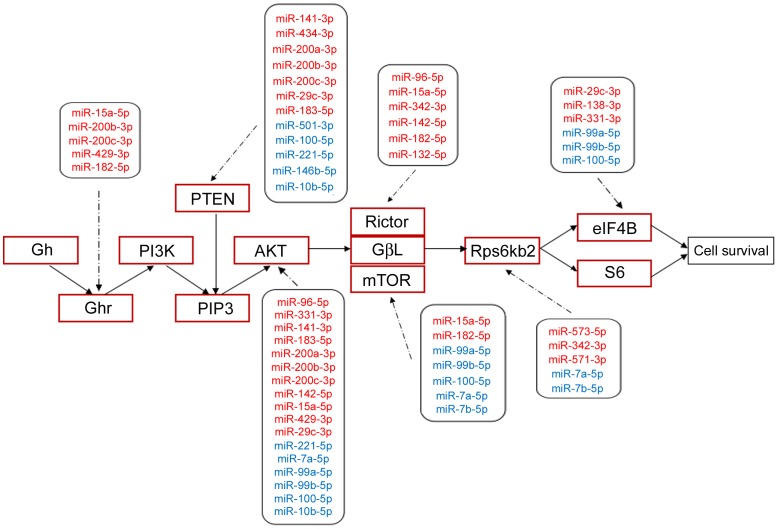 miR-141-3p
miR-434-3p
miR-200a-3p
miR-200b-3p
miR-200c-3p
miR-29c-3p
miR-183-5p
miR-501-3p
miR-100-5p
miR-221-5p
miR-146b-5p
miR-10b-5p
miR-96-5p
miR-15a-5p
miR-342-3p
miR-142-5p
miR-182-5p
miR-132-5p
miR-29c-3p
miR-138-3p
miR-331-3p
miR-99a-5p
miR-99b-5p
miR-100-5p
miR-15a-5p
miR-200b-3p
miR-200c-3p
miR-429-3p
miR-182-5p
PTEN
Rictor
eIF4B
Gh
PI3K
AKT
GβL
Rps6kb2
Cell survival
Ghr
PIP3
mTOR
S6
miR-96-5p
miR-331-3p
miR-141-3p
miR-183-5p
miR-200a-3p
miR-200b-3p
miR-200c-3p
miR-142-5p
miR-15a-5p
miR-429-3p
miR-29c-3p
miR-221-5p
miR-7a-5p
miR-99a-5p
miR-99b-5p
miR-100-5p
miR-10b-5p
miR-15a-5p
miR-182-5p
miR-99a-5p
miR-99b-5p
miR-100-5p
miR-7a-5p
miR-7b-5p
miR-573-5p
miR-342-3p
miR-571-3p
miR-7a-5p
miR-7b-5p